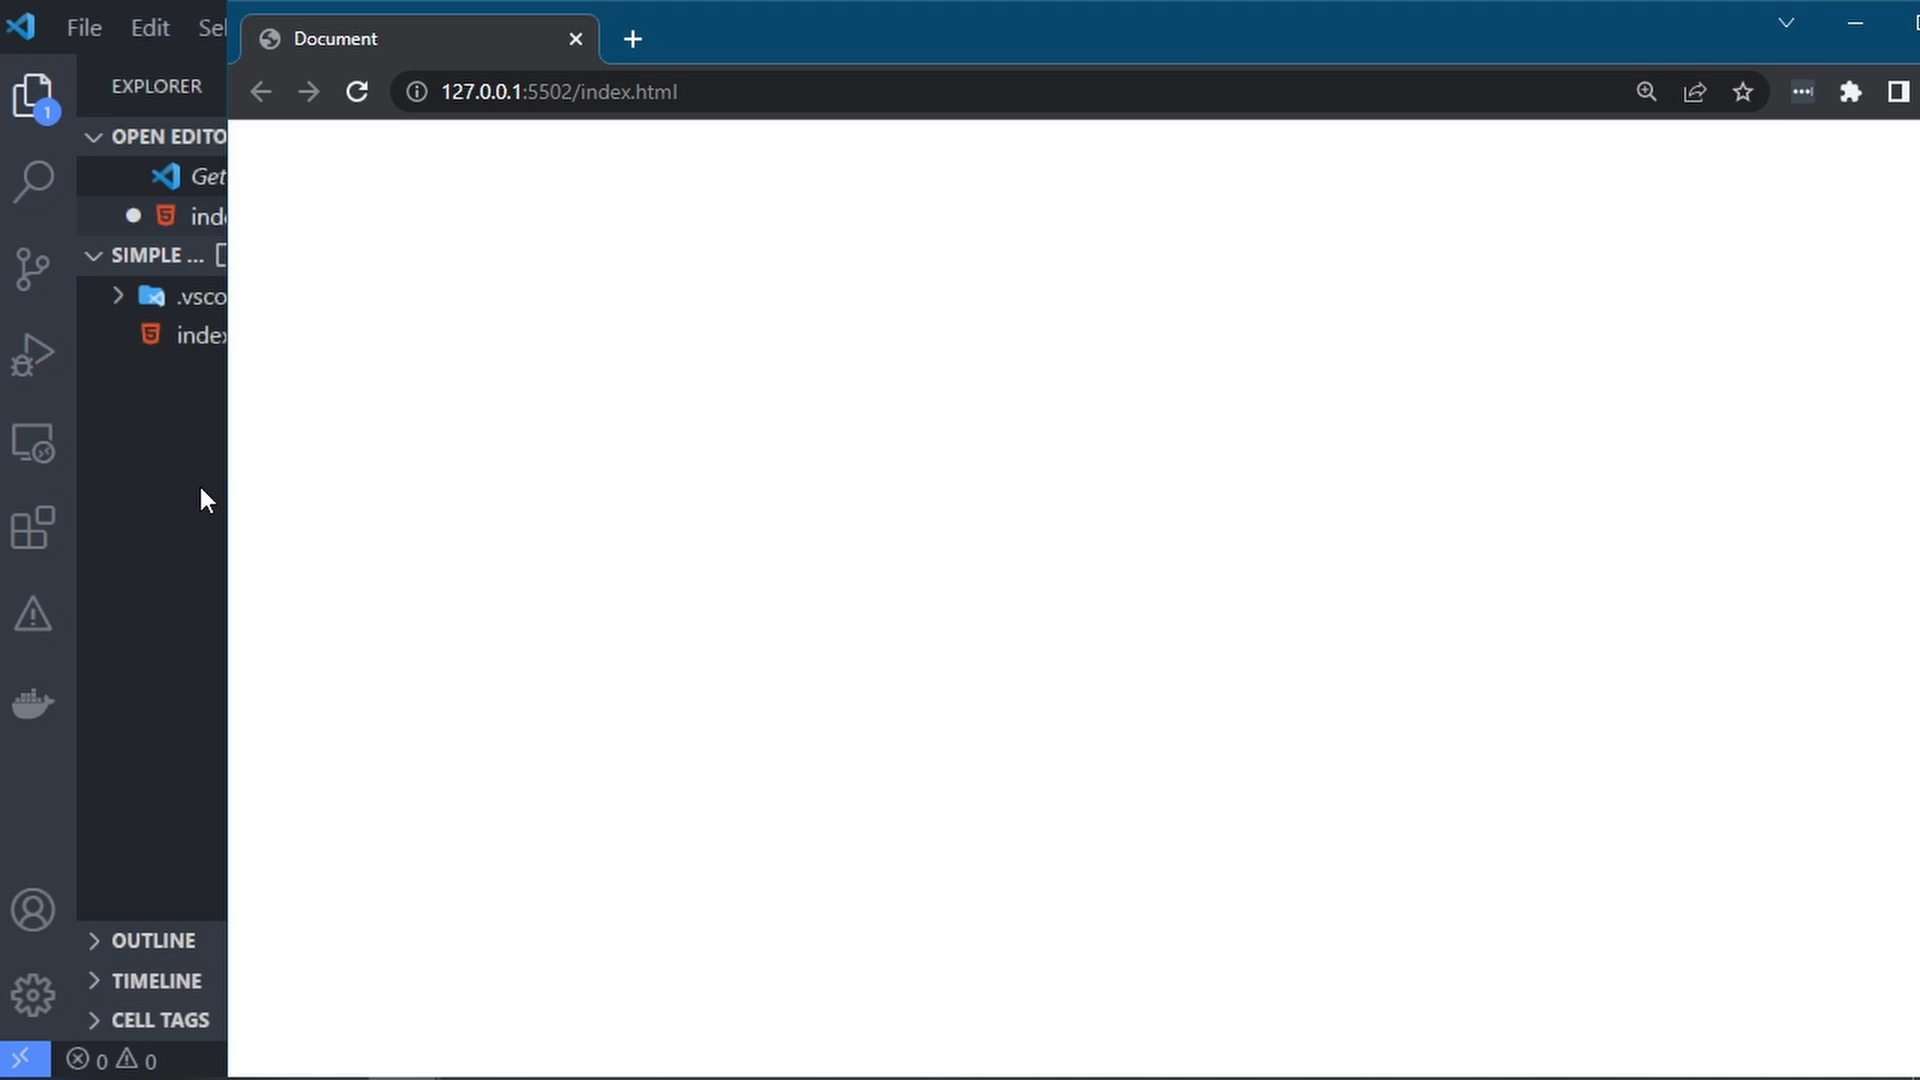 File Edit Sel
Document
EXPLORER
127.0.0.1:5502/index.html
1
OPEN EDITO
Get
inde
SIMPLE ...
.vsco
index
OUTLINE
TIMELINE
CELL TAGS
0 0